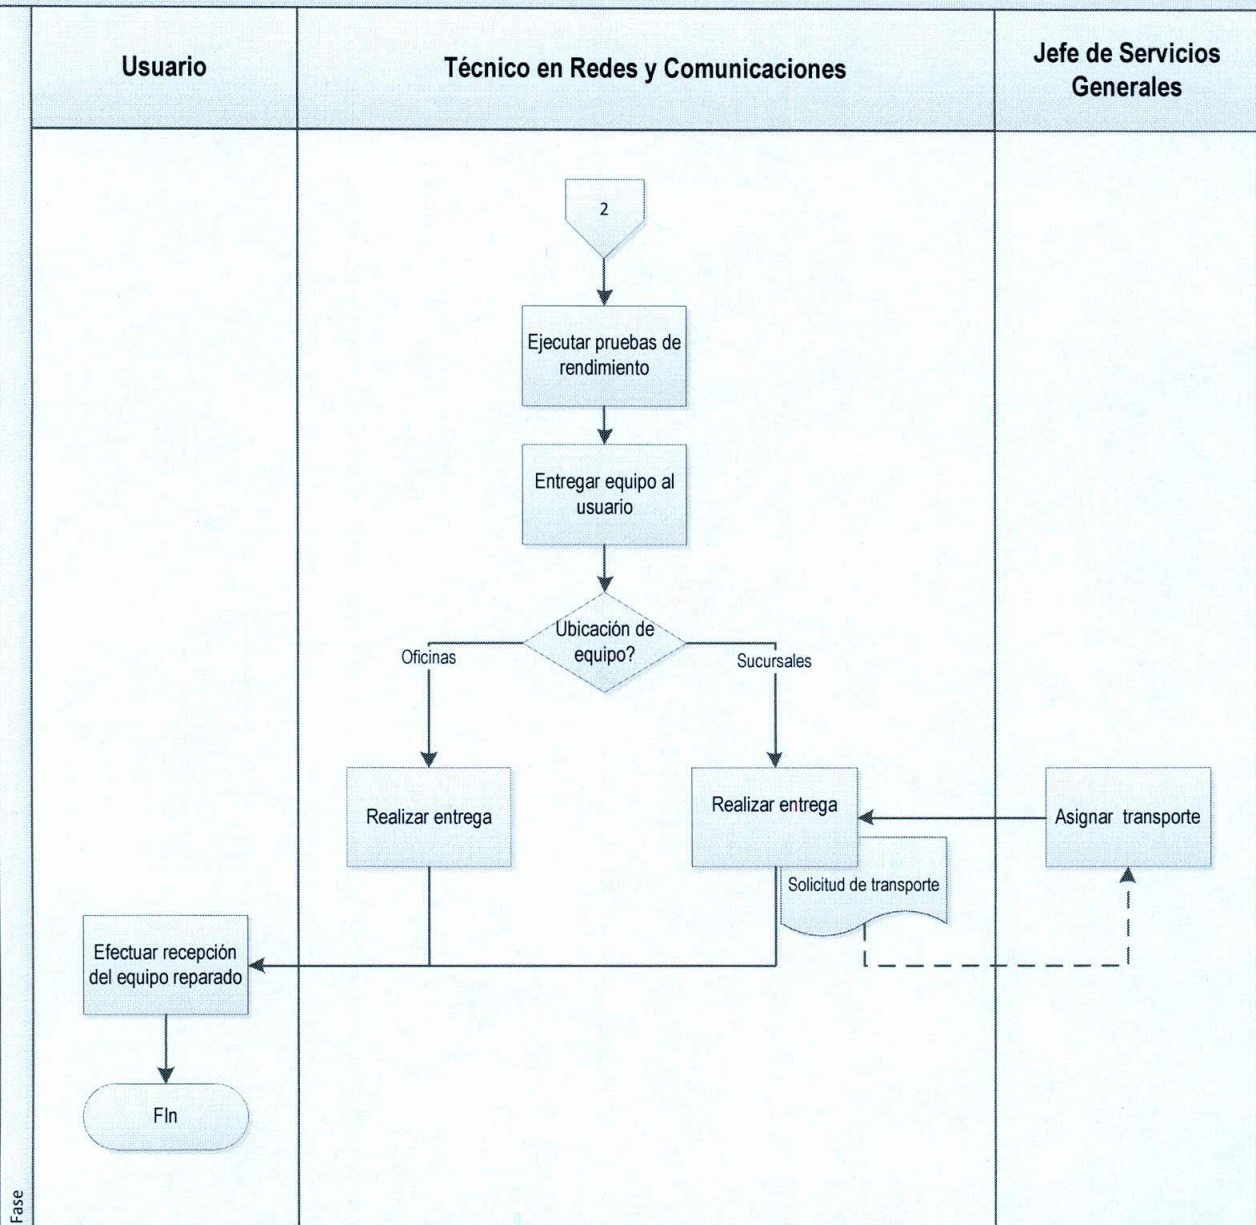 Usuario
Técnico en Redes y Comunicaciones
Jefe de Servicios
Generales
2
Ejecutar pruebas de
rendimiento
Entregar equipo al
usuario
Ubicación de
equipo?
Oficinas
Sucursales
Realizar entrega
Realizar entrega
Asignar transporte
Solicitud de transporte
Efectuar recepción
del equipo reparado
FIn
Fase